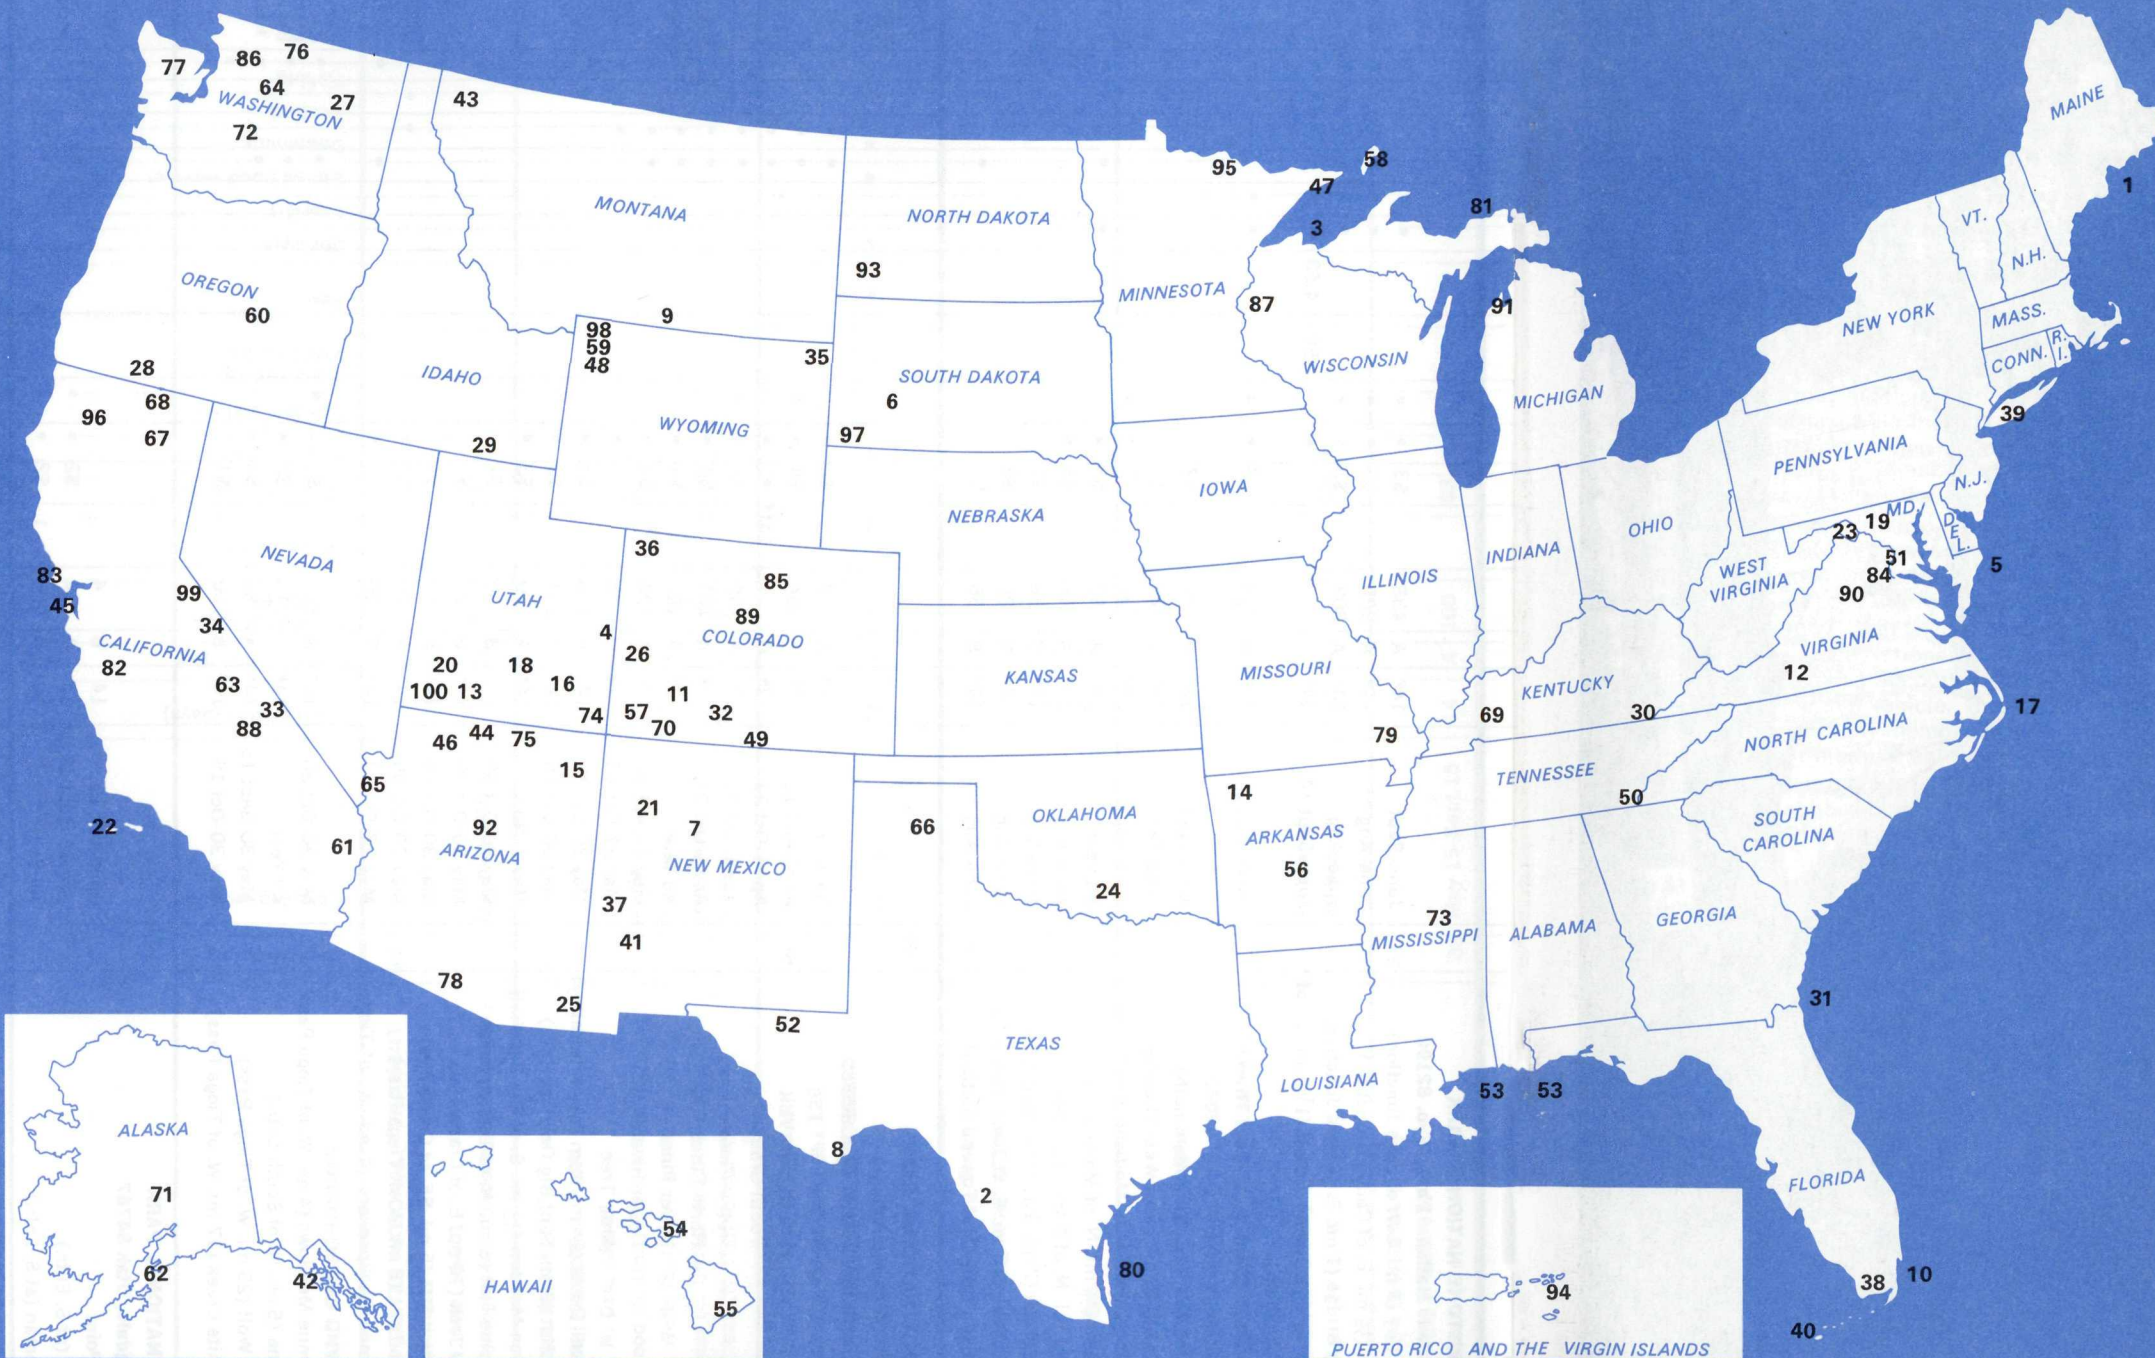 76
86
77
64
27
WASHINGTON
72
43
MAINE
95
58
47
81
1
3
MONTANA
NORTH DAKOTA
VT.
N.H.
93
OREGON
60
MINNESOTA
87
91
9
NEW YORK
MASS.
98
59
48
35
28
IDAHO
SOUTH DAKOTA
WISCONSIN
CONN.
R.
I.
68
6
MICHIGAN
39
96
67
WYOMING
97
29
PENNSYLVANIA
N.J.
IOWA
NEBRASKA
MD.
19
23
D
E
L.
OHIO
NEVADA
36
INDIANA
51
5
83
85
ILLINOIS
WEST
VIRGINIA
84
90
99
45
UTAH
89
34
4
COLORADO
CALIFORNIA
82
20
18
26
KANSAS
MISSOURI
VIRGINIA
12
63
100
13
16
11
KENTUCKY
33
88
74
57
32
70
69
30
17
46
44
75
49
79
NORTH CAROLINA
15
65
TENNESSEE
14
50
21
22
7
66
OKLAHOMA
SOUTH
CAROLINA
92
61
ARIZONA
ARKANSAS
NEW MEXICO
56
24
37
73
GEORGIA
41
MISSISSIPPI
ALABAMA
78
25
31
52
TEXAS
LOUISIANA
53
53
ALASKA
8
71
2
FLORIDA
54
62
42
HAWAII
55
80
94
38
10
40
PUERTO RICO AND THE VIRGIN ISLANDS